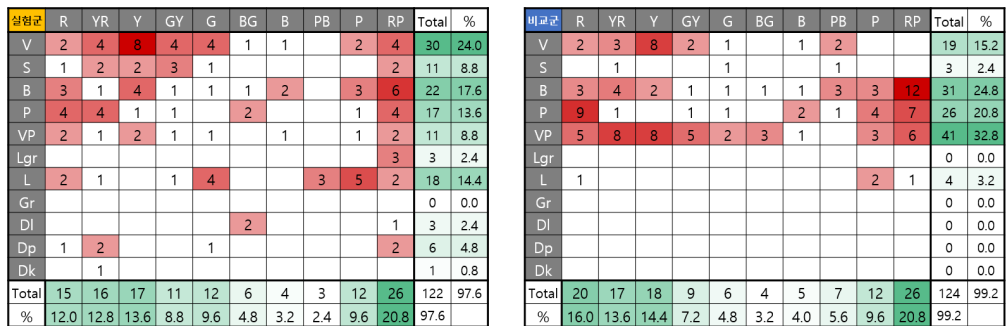 실험군 R YR Y GY G BG B PB P RP Total %
V 2 4 8 4 4 1 1 2 4 30 24.0
S 1 2 2 3 1 2 11 8.8
B 3 1 4 1 1 1 2 3 6 22 17.6
P 4 4 1 1 2 1 4 17 13.6
VP 2 1 2 1 1 1 2 11 8.8
Lgr 3 3 2.4
L 2 1 1 4 3 5 2 18 14.4
Gr 0 0.0
Dl 2 1 3 2.4
Dp 1 2 1 2 6 4.8
Dk 1 1 0.8
Total 15 16 17 11 12 6 4 3 12 26 122 97.6
% 12.0 12.8 13.6 8.8 9.6 4.8 3.2 2.4 9.6 20.8 97.6
비교군 R YR Y GY G BG B PB P RP Total %
V 2 3 8 2 1 1 2 19 15.2
S 1 1 1 3 2.4
B 3 4 2 1 1 1 1 3 3 12 31 24.8
P 9 1 1 1 2 1 4 7 26 20.8
VP 5 8 8 5 2 3 1 3 6 41 32.8
Lgr 0 0.0
L 1 2 1 4 3.2
Gr 0 0.0
Dl 0 0.0
Dp 0 0.0
Dk 0 0.0
Total 20 17 18 9 6 4 5 7 12 26 124 99.2
% 16.0 13.6 14.4 7.2 4.8 3.2 4.0 5.6 9.6 20.8 99.2